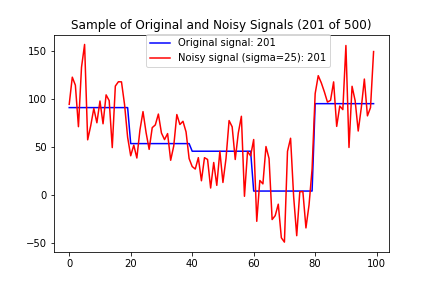 Sample of Original and Noisy Signals (201 of 500)
Original signal: 201
Noisy signal (sigma=25): 201
150
100
50
0
−50
0 20 40 60 80 100